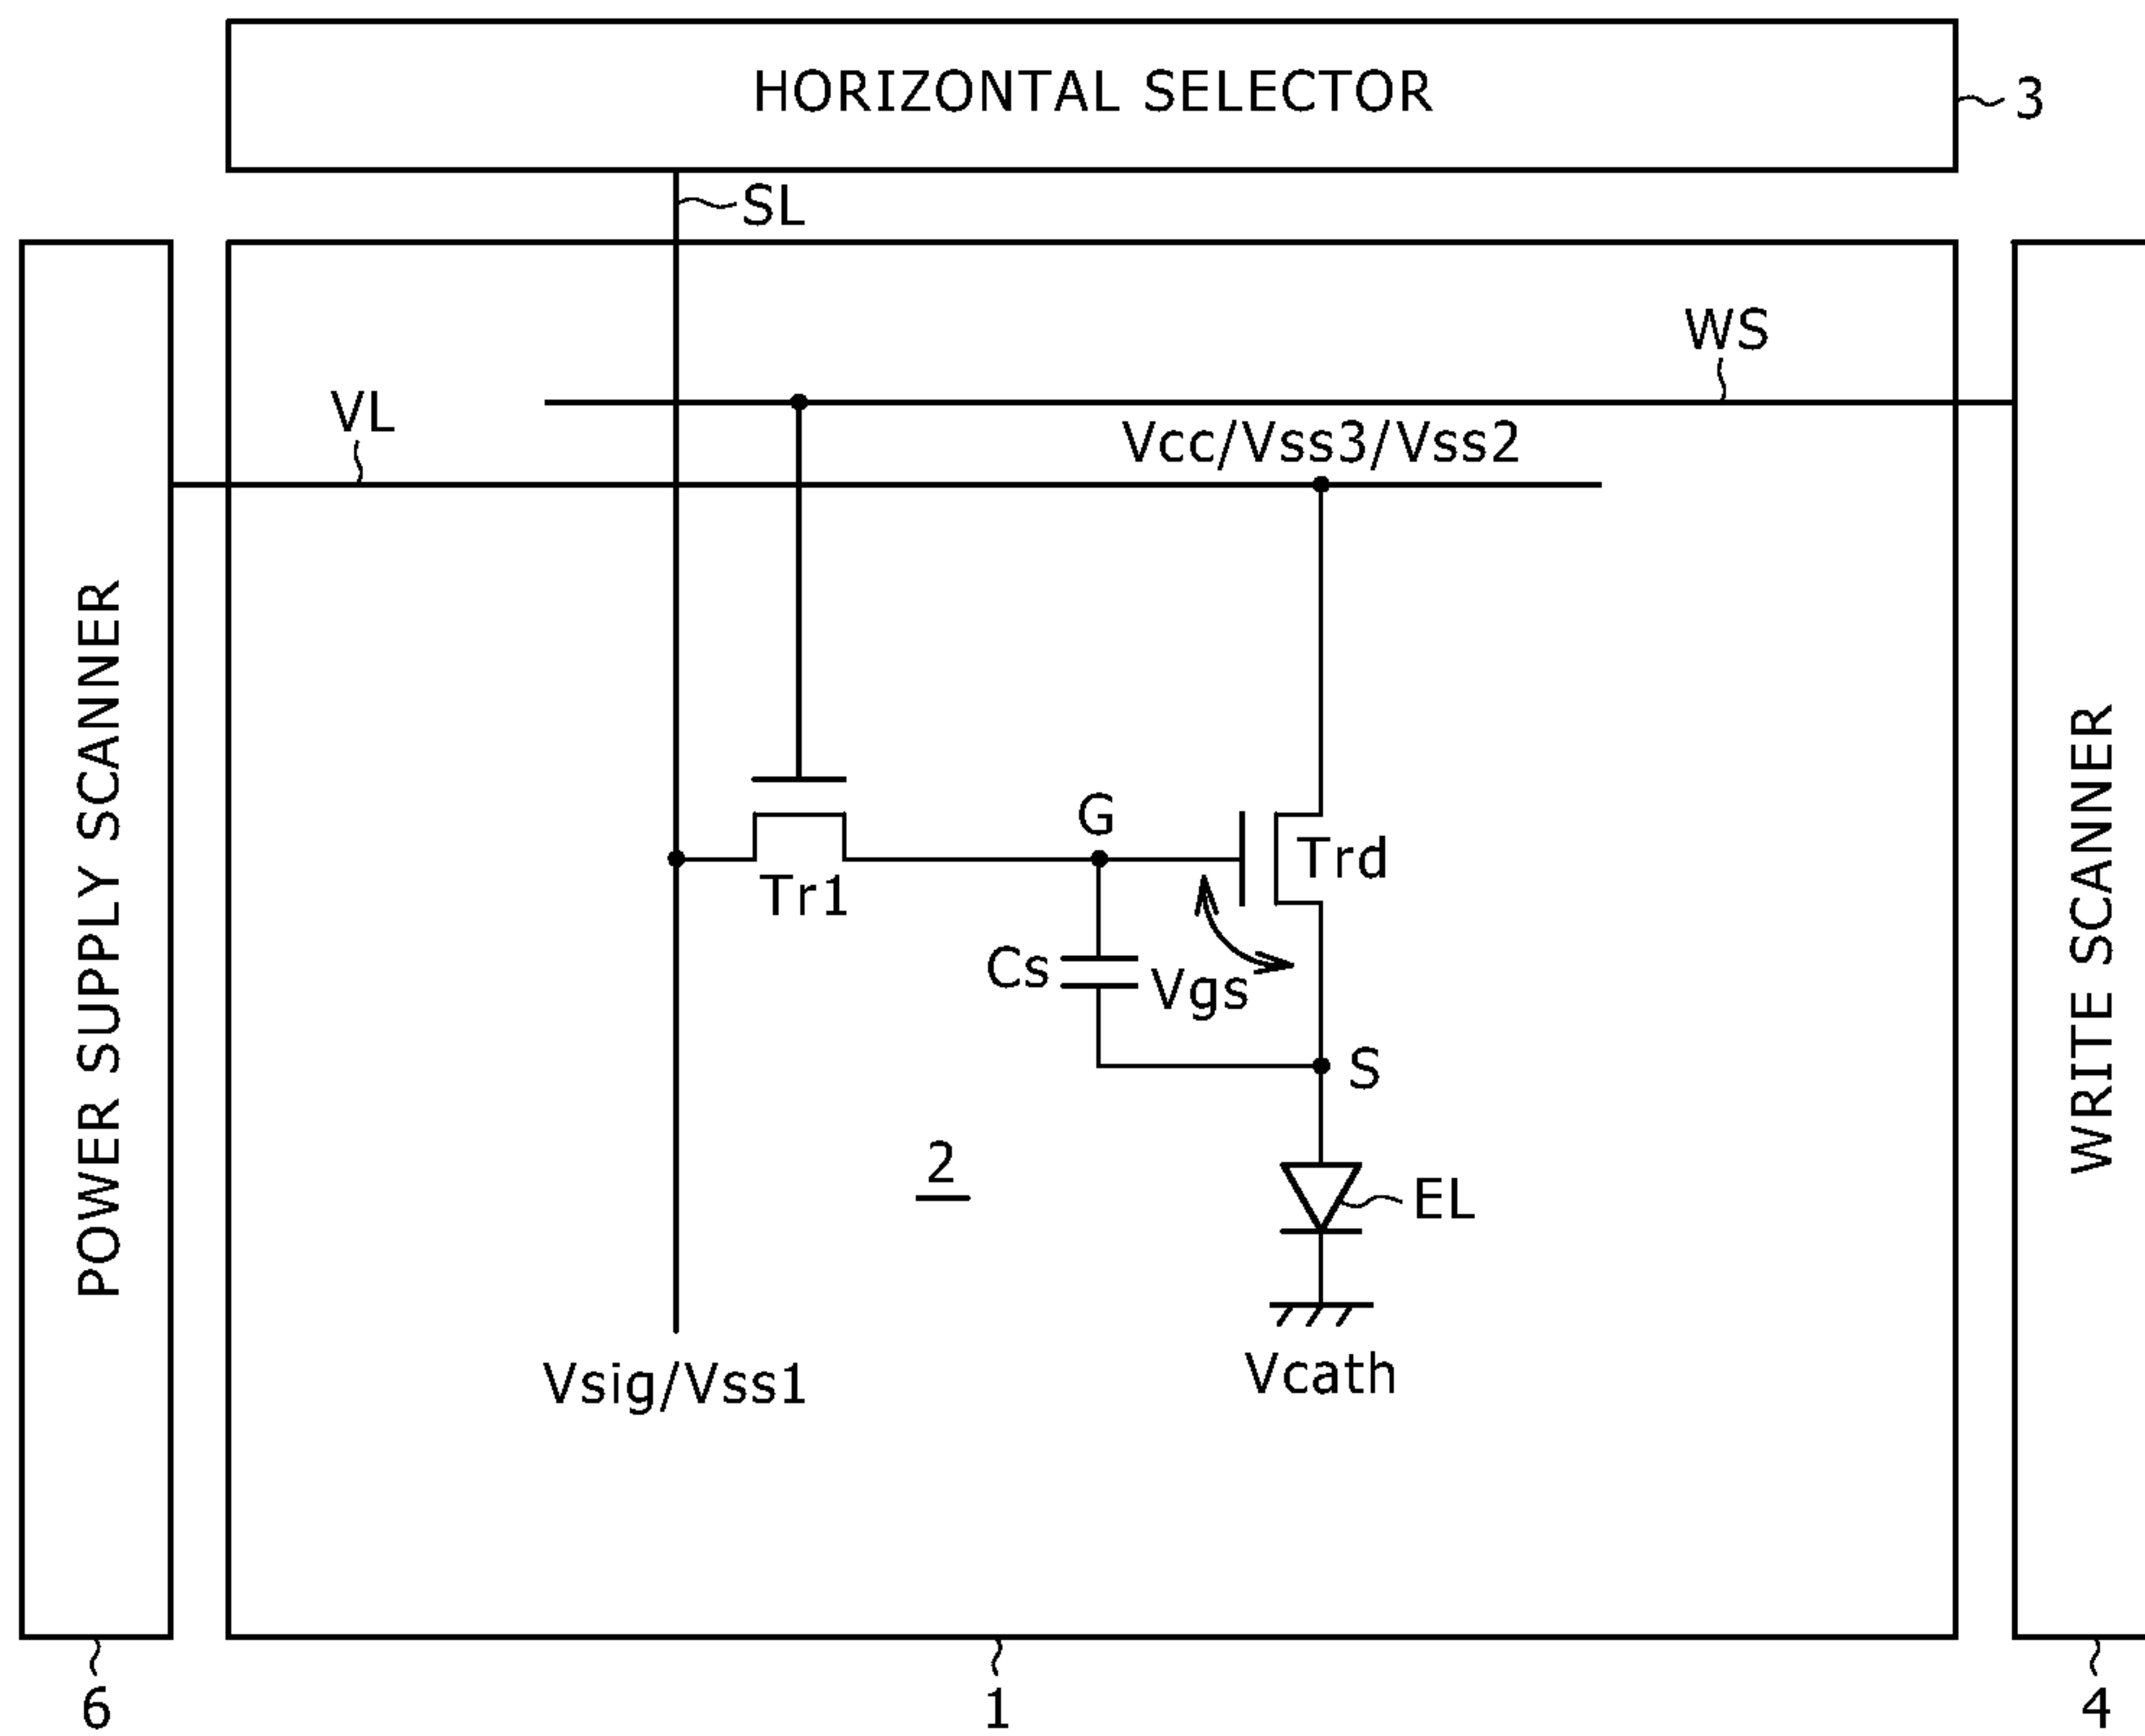 HORIZONTAL SELECTOR
3
SL
WS
VL
Vcc/Vss3/Vss2
POWER SUPPLY SCANNER
WRITE SCANNER
G
Trd
Tr1
Cs
Vgs
S
2
EL
Vsig/Vss1
Vcath
6
1
4